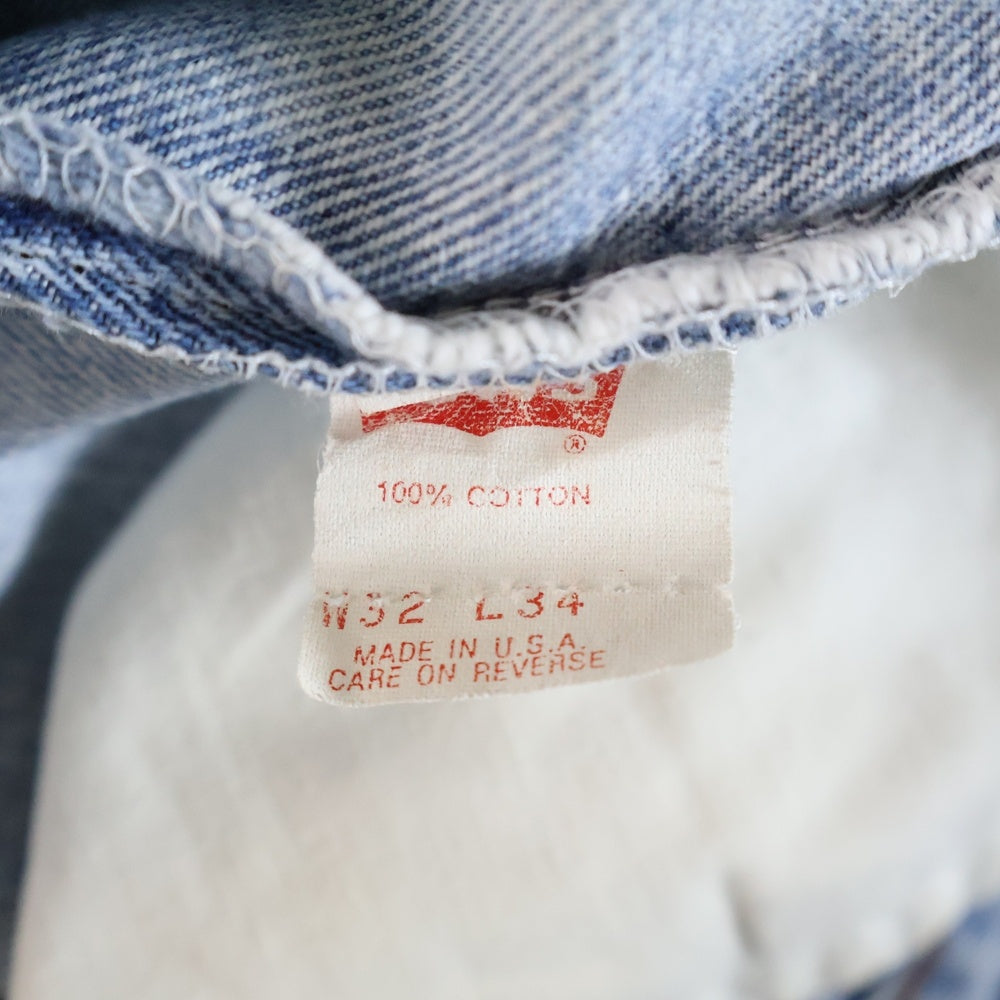 ®
100% COTTON
W32 L34
MADE IN U.S.A.
CARE ON REVERSE